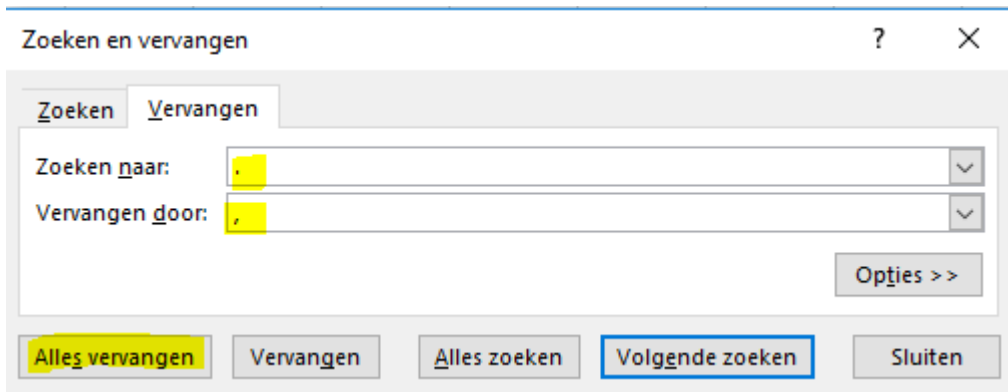 Zoeken en vervangen ? ×
Zoeken Vervangen
Zoeken naar: .
Vervangen door: ,
Opties >>
Alles vervangen Vervangen Alles zoeken Volgende zoeken Sluiten